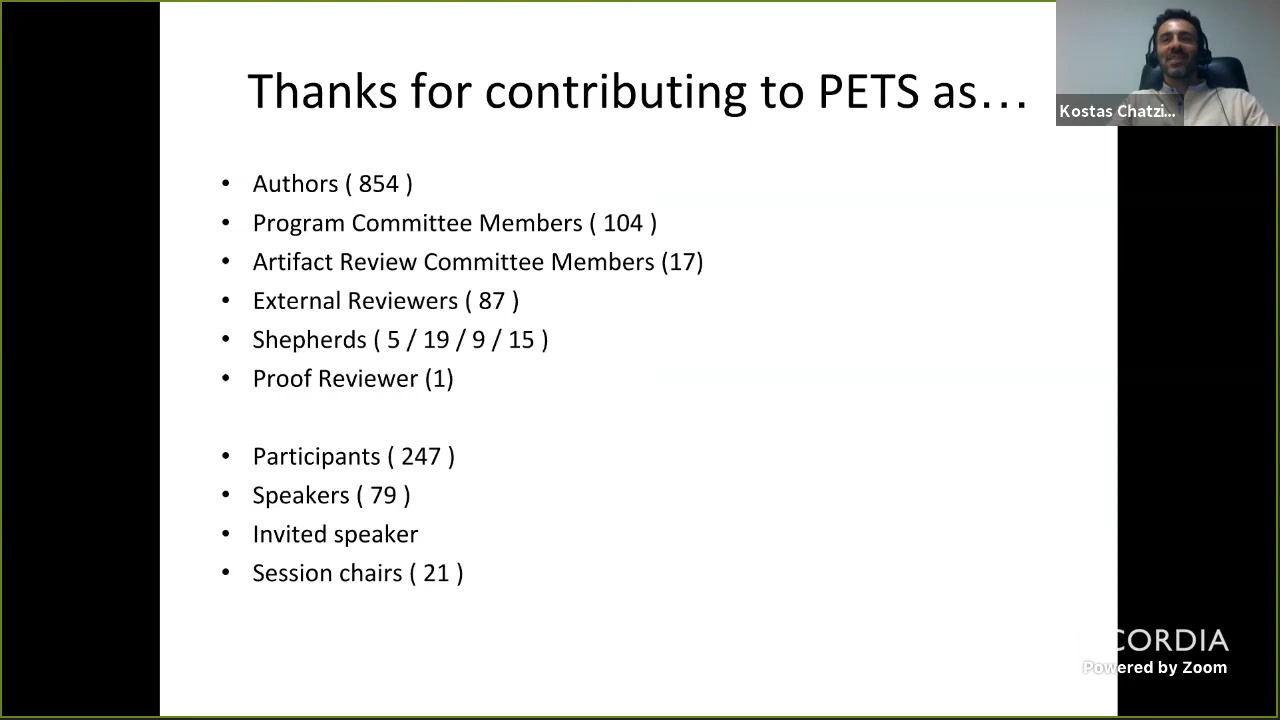 Thanks for contributing to PETS as…
Kostas Chatzi...
• Authors ( 854 )
• Program Committee Members ( 104 )
• Artifact Review Committee Members (17)
• External Reviewers ( 87 )
• Shepherds ( 5 / 19 / 9 / 15 )
• Proof Reviewer (1)
• Participants ( 247 )
• Speakers ( 79 )
• Invited speaker
• Session chairs ( 21 )
CORDIA
Powered by Zoom